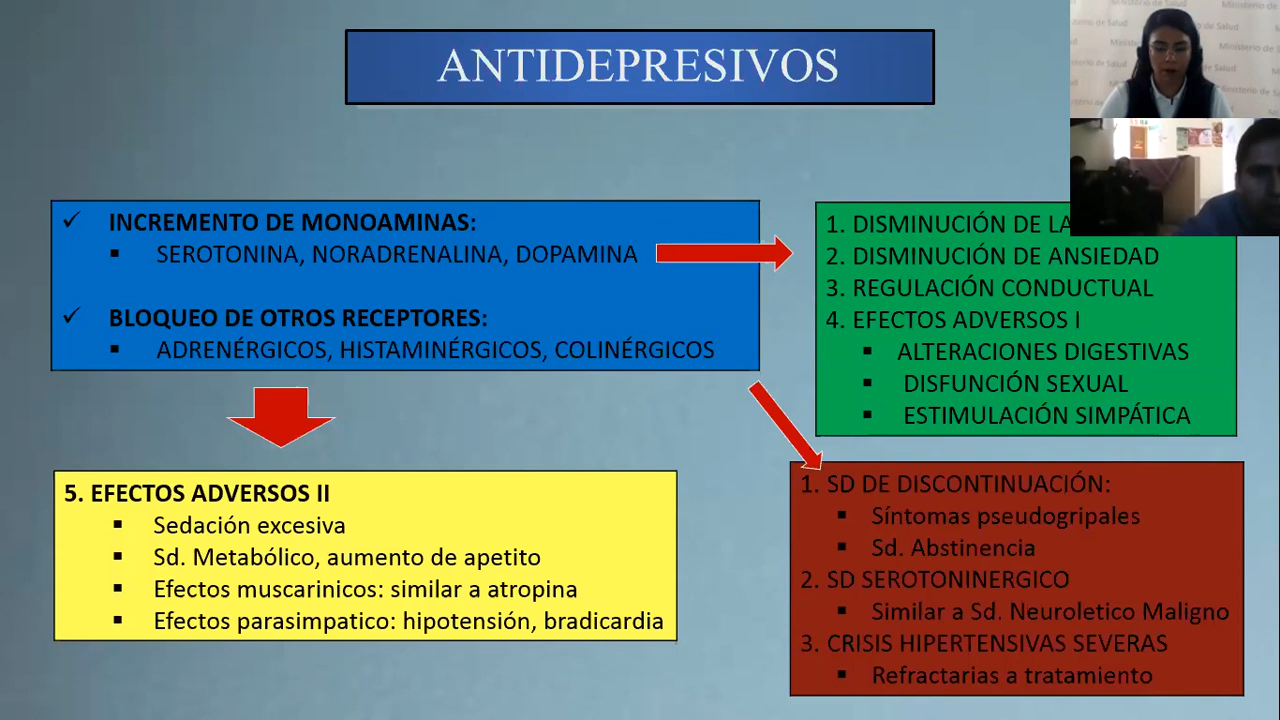 ANTIDEPRESIVOS
Ministerio de Salud
INCREMENTO DE MONOAMINAS:
SEROTONINA, NORADRENALINA, DOPAMINA
BLOQUEO DE OTROS RECEPTORES:
ADRENÉRGICOS, HISTAMINÉRGICOS, COLINÉRGICOS
1. DISMINUCIÓN DE LA
2. DISMINUCIÓN DE ANSIEDAD
3. REGULACIÓN CONDUCTUAL
4. EFECTOS ADVERSOS I
ALTERACIONES DIGESTIVAS
DISFUNCIÓN SEXUAL
ESTIMULACIÓN SIMPÁTICA
5. EFECTOS ADVERSOS II
Sedación excesiva
Sd. Metabólico, aumento de apetito
Efectos muscarinicos: similar a atropina
Efectos parasimpatico: hipotensión, bradicardia
1. SD DE DISCONTINUACIÓN:
Síntomas pseudogripales
Sd. Abstinencia
2. SD SEROTONINERGICO
Similar a Sd. Neuroletico Maligno
3. CRISIS HIPERTENSIVAS SEVERAS
Refractarias a tratamiento